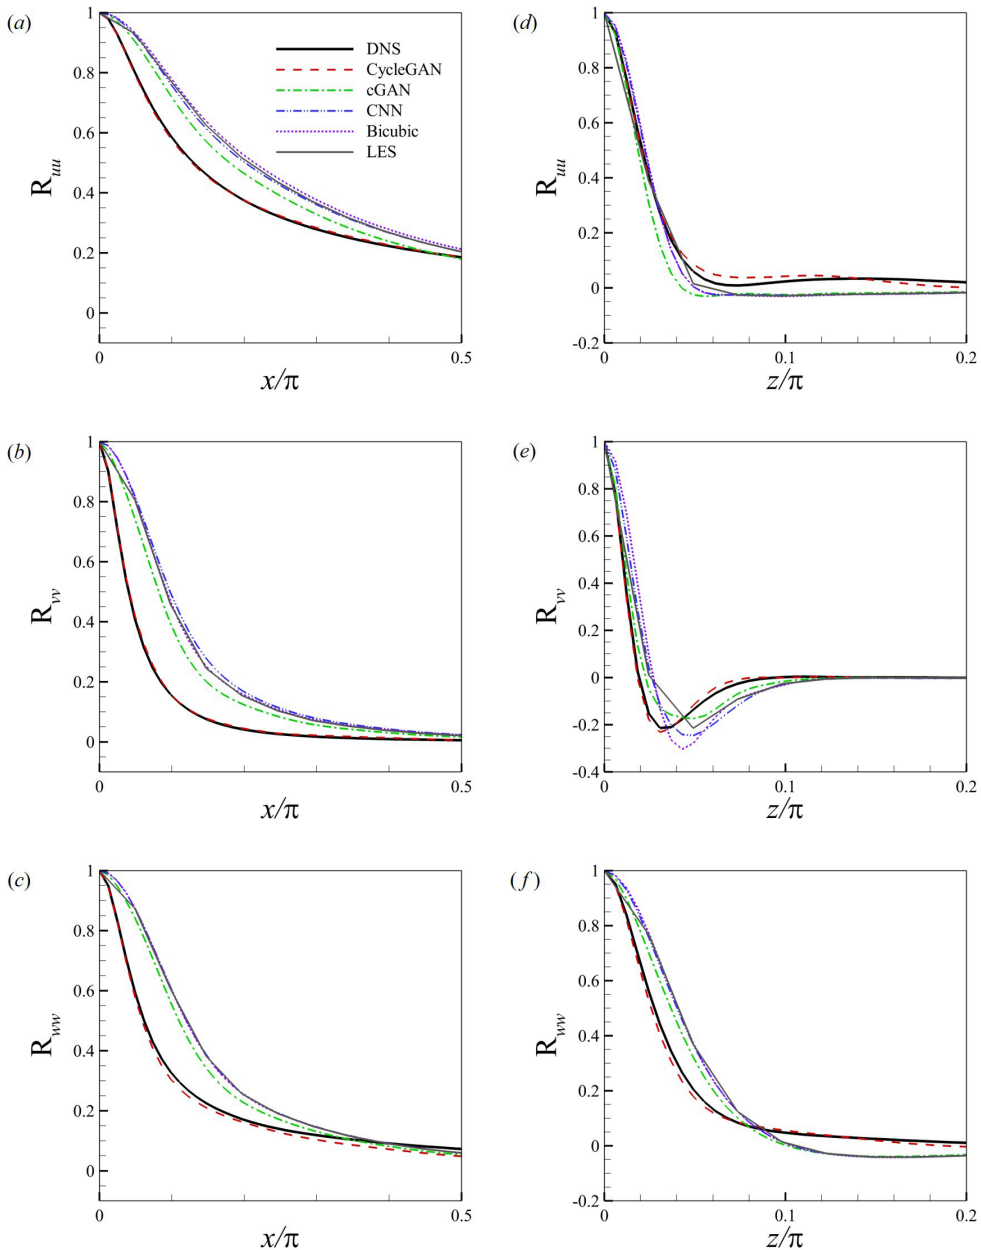 (a)
1
0.8
0.6
0.4
0.2
0
R_uu
DNS
CycleGAN
cGAN
CNN
Bicubic
LES
0
0.5
x/π
(d)
1
0.8
0.6
0.4
0.2
0
-0.2
R_uu
0
0.1
0.2
z/π
(b)
1
0.8
0.6
0.4
0.2
0
R_vv
0
0.5
x/π
(e)
1
0.8
0.6
0.4
0.2
0
-0.2
-0.4
R_vv
0
0.1
0.2
z/π
(c)
1
0.8
0.6
0.4
0.2
0
R_ww
0
0.5
x/π
(f)
1
0.8
0.6
0.4
0.2
0
-0.2
R_ww
0
0.1
0.2
z/π